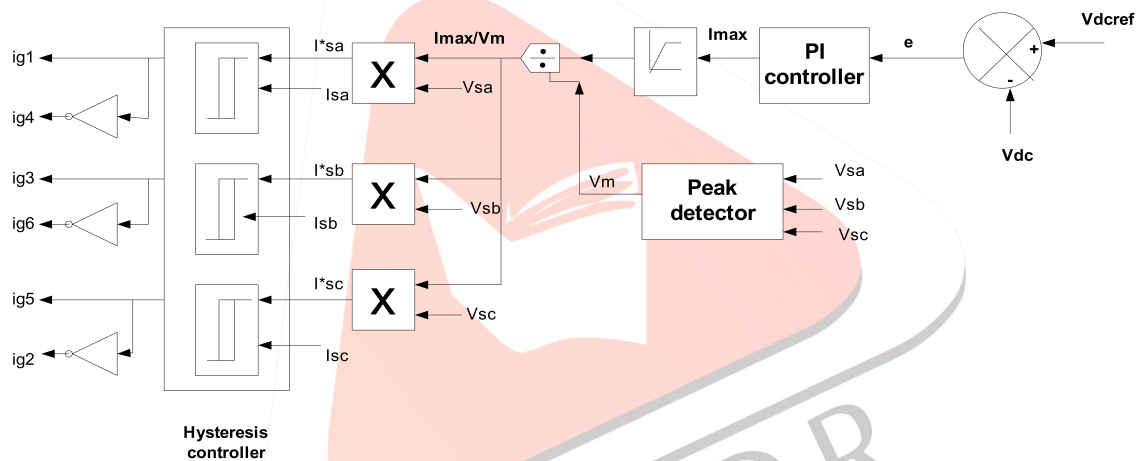 Vdcref
+
-
Vdc
e
PI
controller
Imax
Imax/Vm
Peak
detector
Vsa
Vsb
Vsc
Vm
X
Vsa
I*sa
Isa
X
Vsb
I*sb
Isb
X
Vsc
I*sc
Isc
ig1
ig4
ig3
ig6
ig5
ig2
Hysteresis
controller